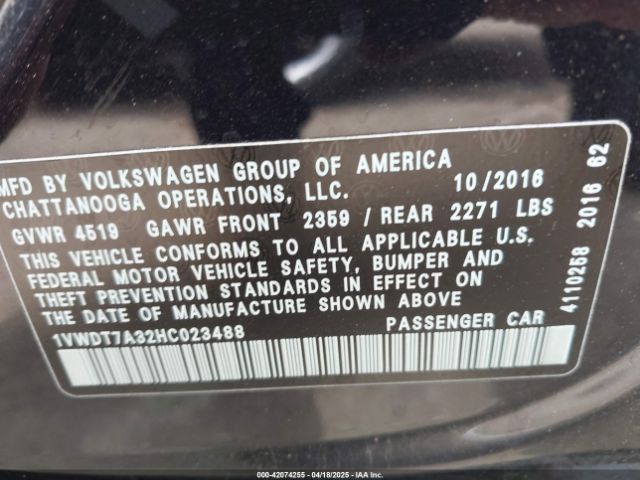 MFD BY VOLKSWAGEN GROUP OF AMERICA
CHATTANOOGA OPERATIONS, LLC. 10/2016
GVWR 4519 GAWR FRONT 2359 / REAR 2271 LBS
THIS VEHICLE CONFORMS TO ALL APPLICABLE U.S.
FEDERAL MOTOR VEHICLE SAFETY, BUMPER AND
THEFT PREVENTION STANDARDS IN EFFECT ON
THE DATE OF MANUFACTURE SHOWN ABOVE
1VWDT7A32HC023488 PASSENGER CAR
4110258 2016 62
000-42074255 - 04/18/2025 - IAA Inc.